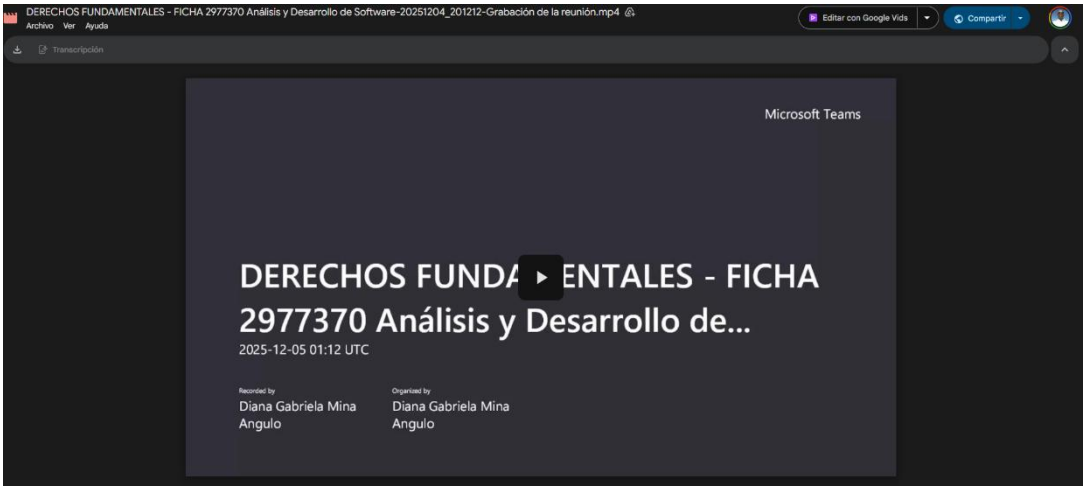 DERECHOS FUNDAMENTALES - FICHA 2977370 Análisis y Desarrollo de Software-20251204_201212-Grabación de la reunión.mp4
Archivo Ver Ayuda
Editar con Google Vids
Compartir
Transcripción
Microsoft Teams
DERECHOS FUNDA ENTALES - FICHA
2977370 Análisis y Desarrollo de...
2025-12-05 01:12 UTC
Recorded by
Diana Gabriela Mina
Angulo
Organized by
Diana Gabriela Mina
Angulo